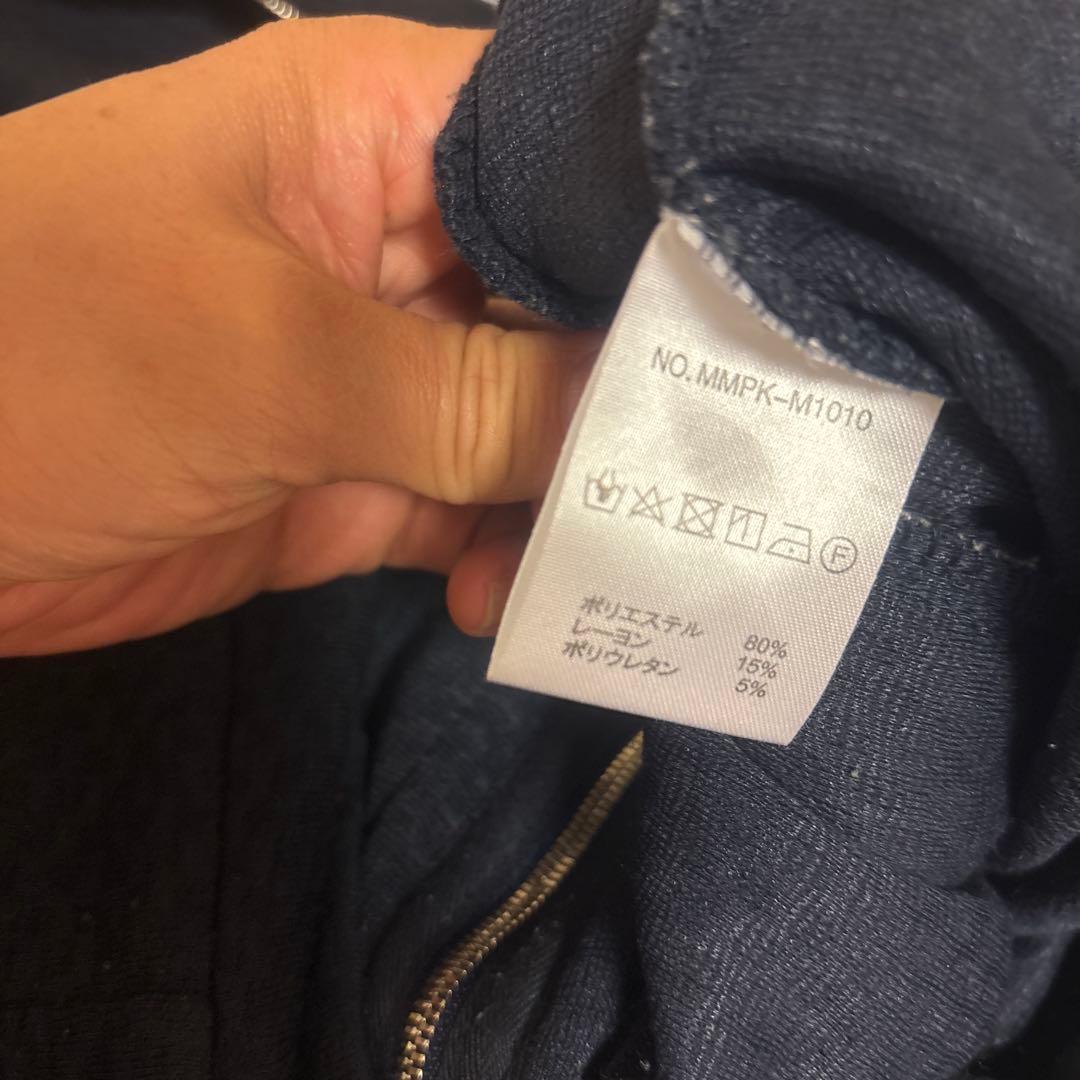 NO.MMPK-M1010
F
ポリエステル 80%
レーヨン 15%
ポリウレタン 5%